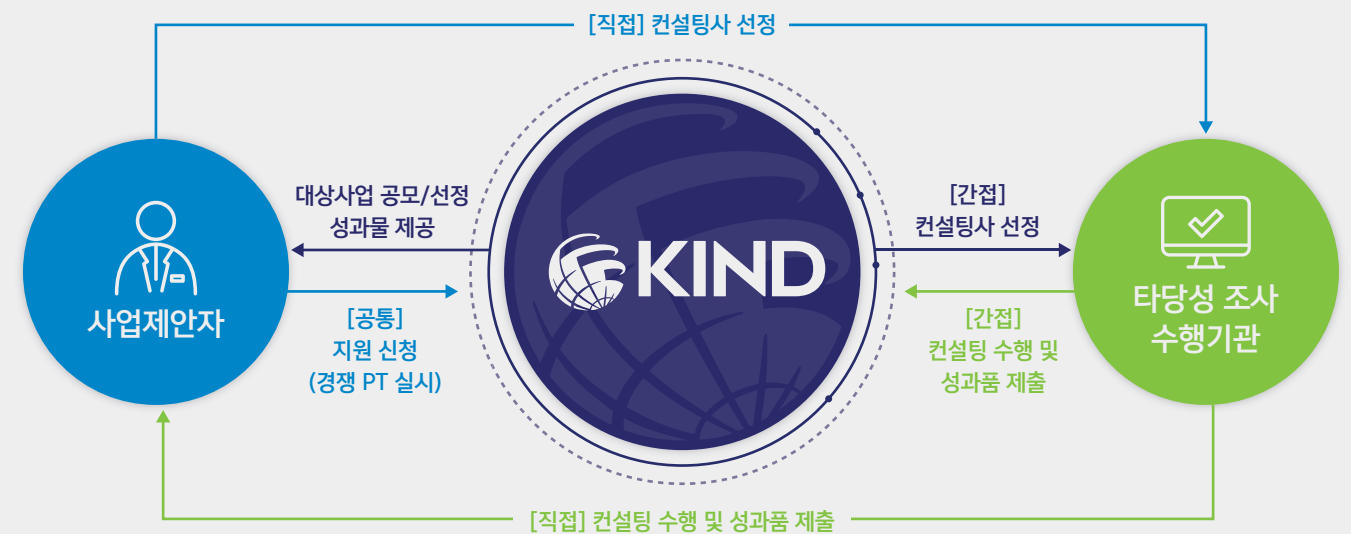 [직접] 컨설팅사 선정
대상사업 공모/선정
성과물 제공
[간접]
컨설팅사 선정
KIND
사업제안자
타당성 조사
수행기관
[공통]
지원 신청
(경쟁 PT 실시)
[간접]
컨설팅 수행 및
성과품 제출
[직접] 컨설팅 수행 및 성과품 제출